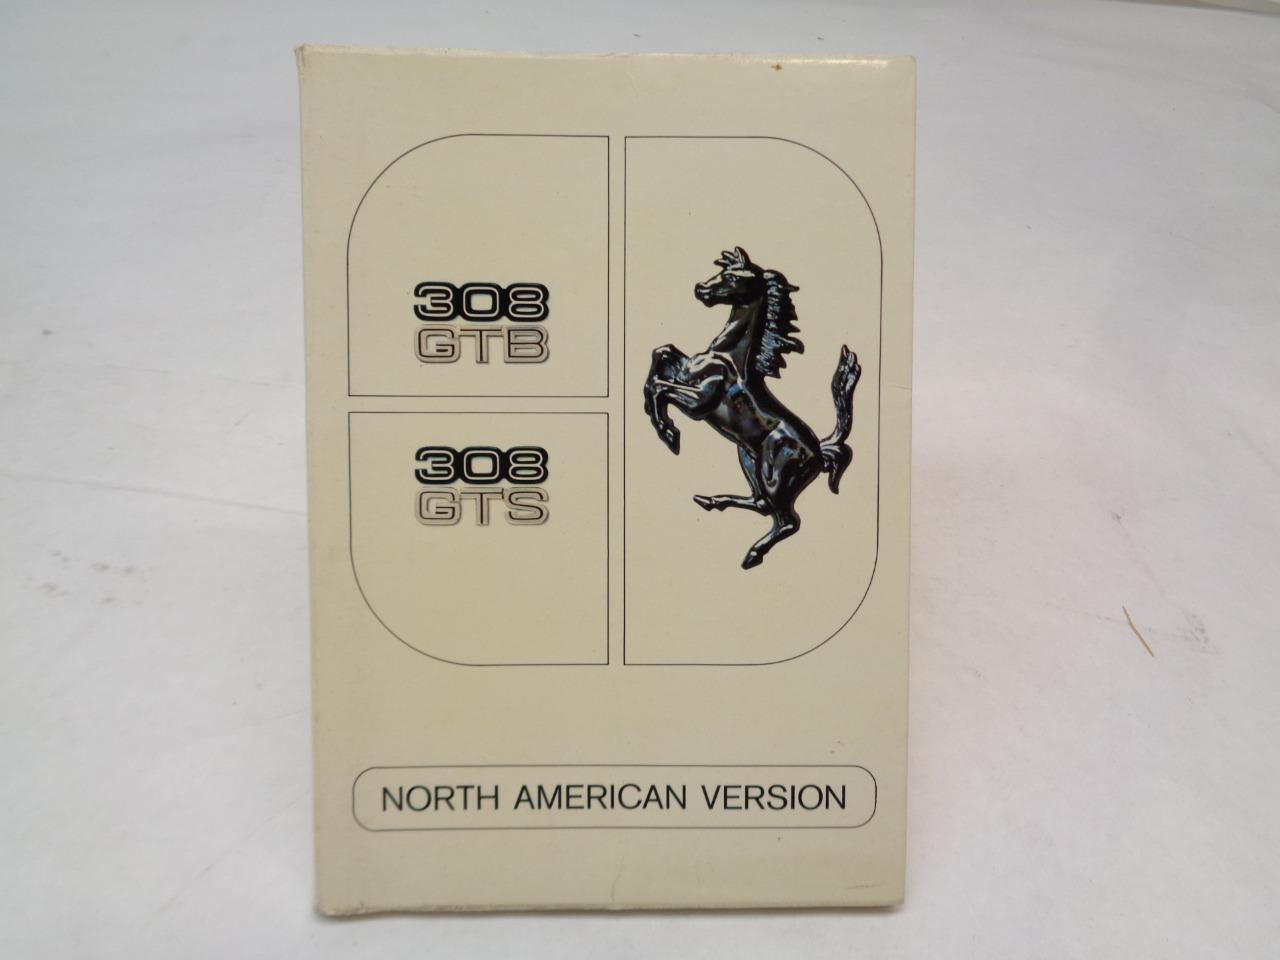 308
GTB
308
GTS
NORTH AMERICAN VERSION